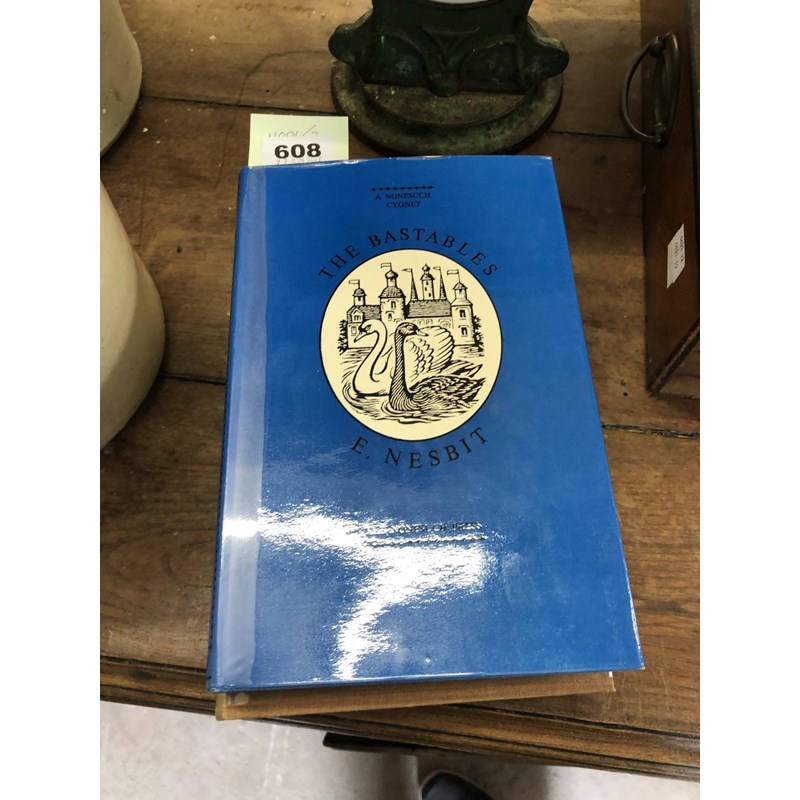 608
A NONESUCH
CYGNET
THE BASTABLES
E. NESBIT